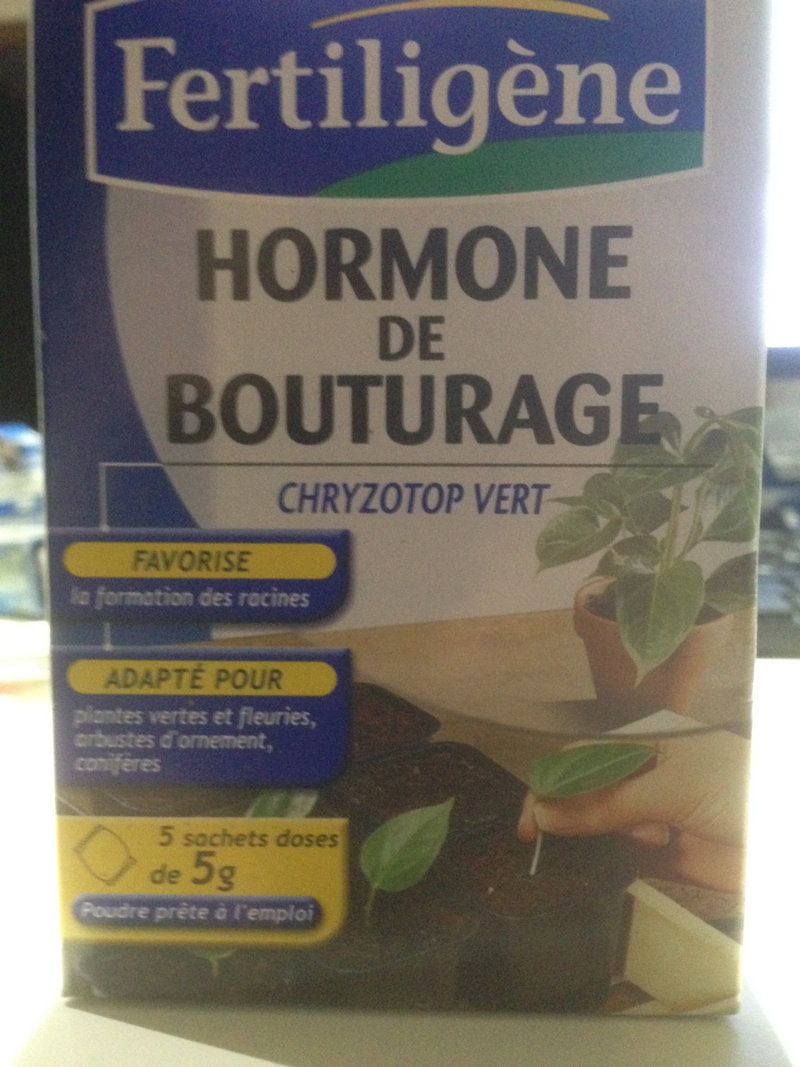 Fertiligène
HORMONE
DE
BOUTURAGE
CHRYZOTOP VERT
FAVORISE
la formation des racines
ADAPTÉ POUR
plantes vertes et fleuries,
arbustes d'ornement,
conifères
5 sachets doses
de 5g
Poudre prête à l'emploi